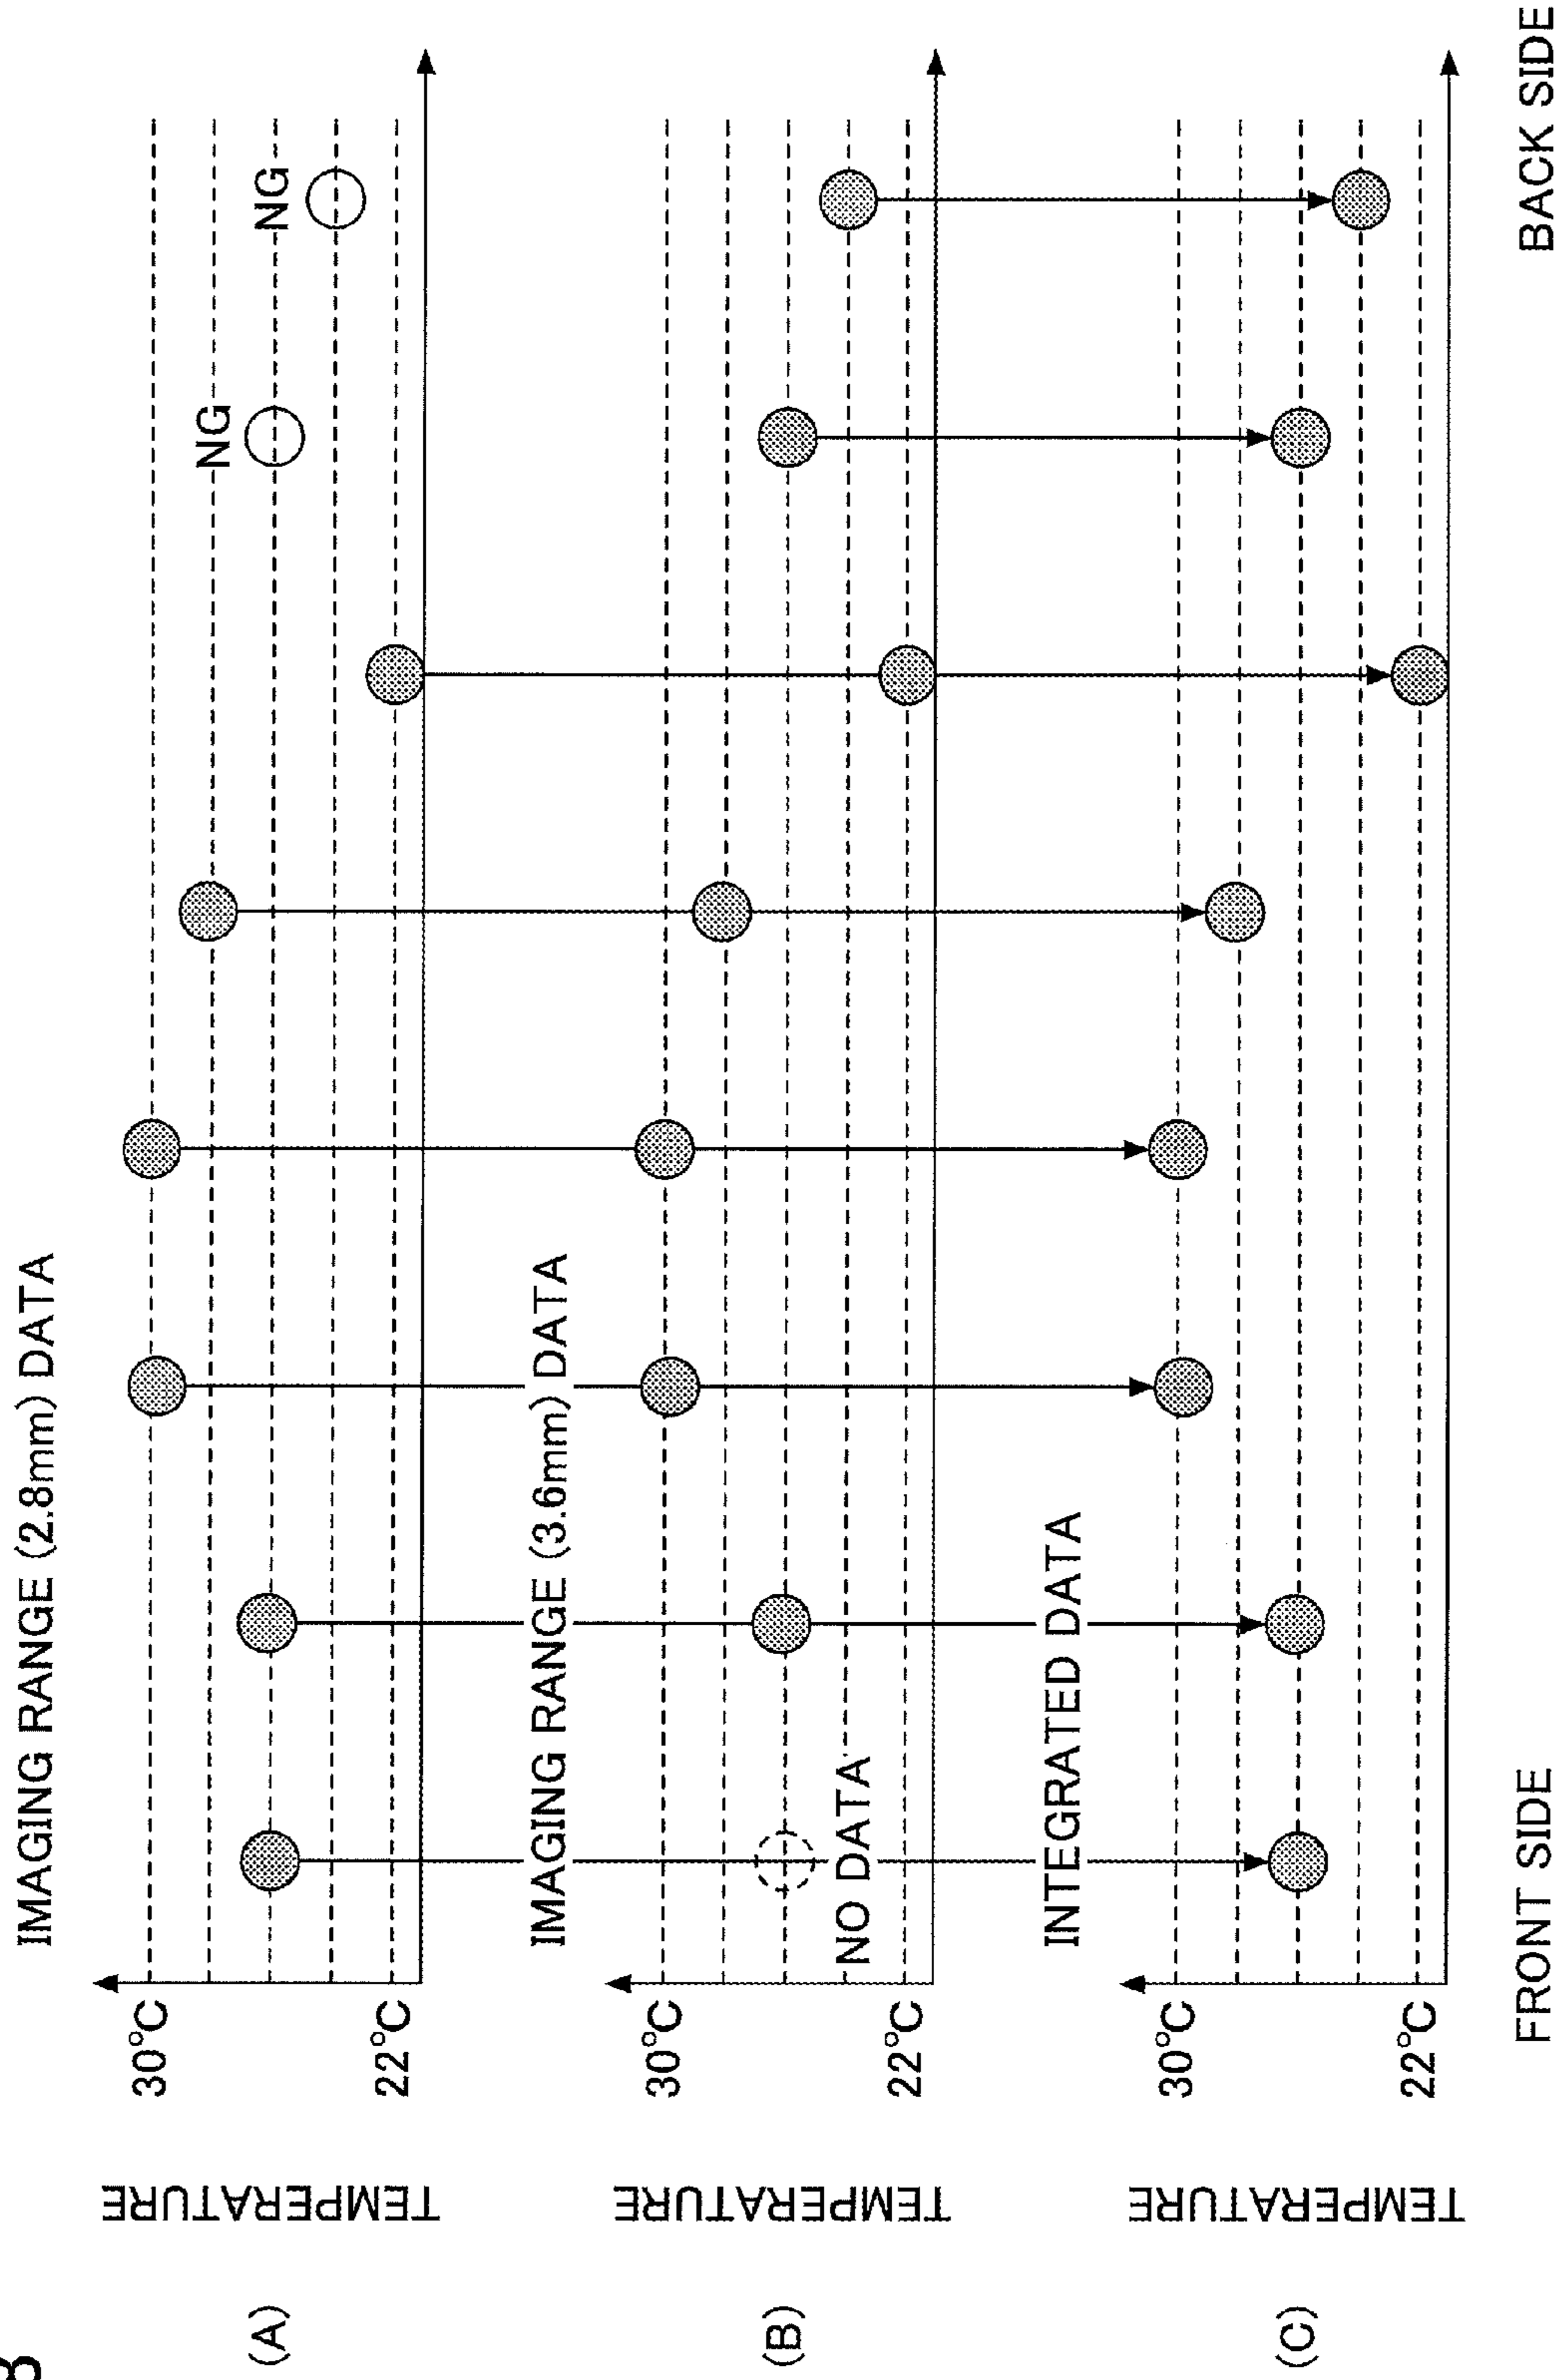 (A)
IMAGING RANGE (2.8mm) DATA
TEMPERATURE
30°C
22°C
NG
NG
(B)
IMAGING RANGE (3.6mm) DATA
TEMPERATURE
30°C
22°C
NO DATA
(C)
INTEGRATED DATA
TEMPERATURE
30°C
22°C
FRONT SIDE
BACK SIDE